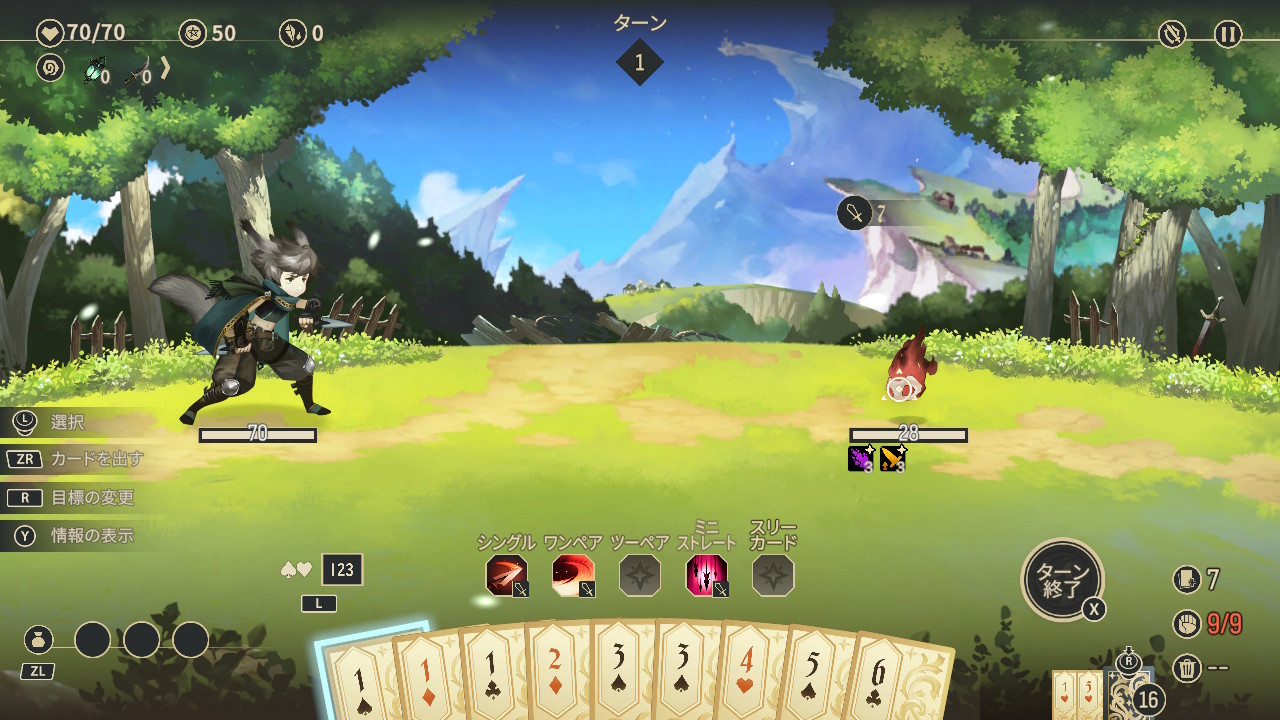 70/70
50
0
ターン
1
0
0
7
70
28
3
3
L 選択
ZR カードを出す
R 目標の変更
Y 情報の表示
シングル
ワンペア
ツーペア
ミニ
ストレート
スリー
カード
123
L
ターン
終了
X
7
9/9
--
ZL
R
16
1
1
1
2
3
3
4
5
6
1
5